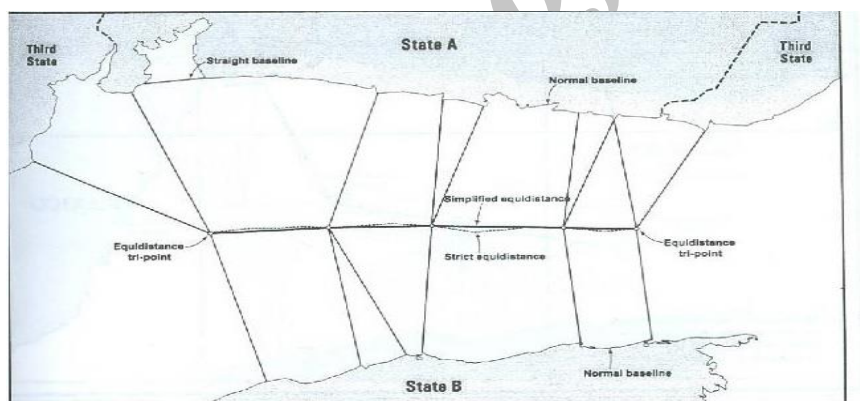 Third
State
State A
Third
State
Straight baseline
Normal baseline
Simplified equidistance
Equidistance
tri-point
Strict equidistance
Equidistance
tri-point
Normal baseline
State B